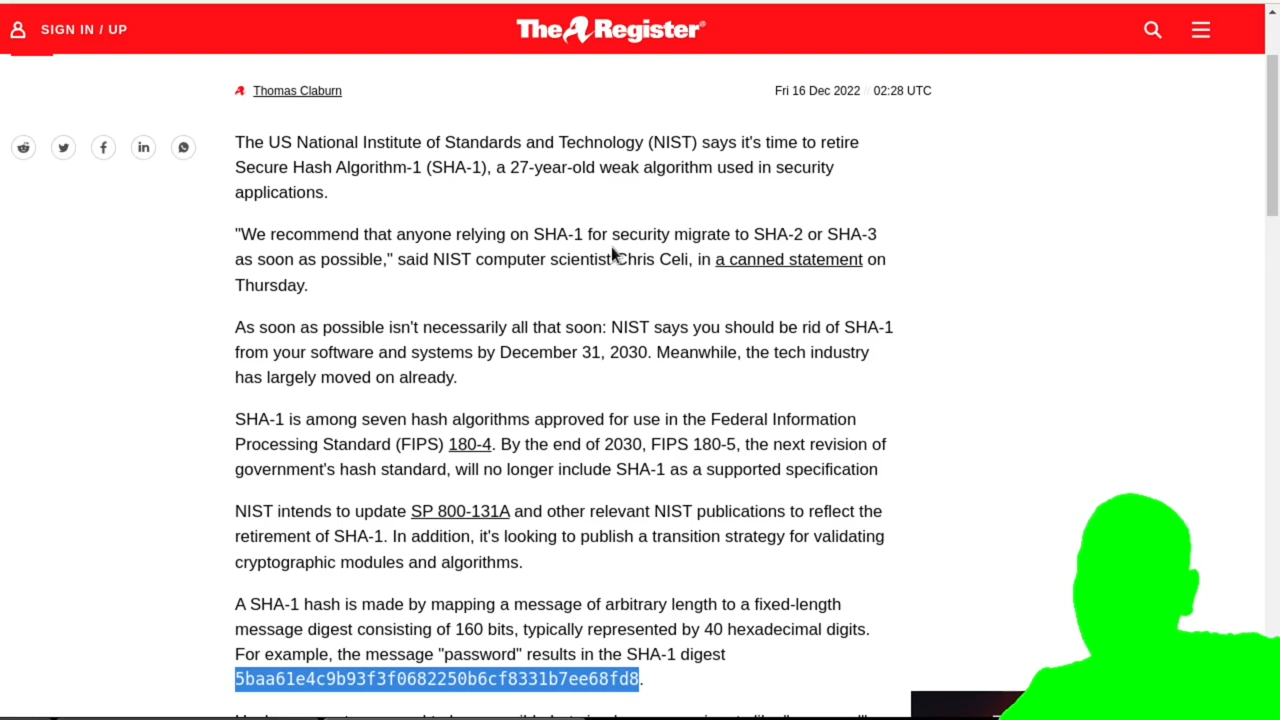 SIGN IN / UP
The Register®
Thomas Claburn
Fri 16 Dec 2022 // 02:28 UTC
The US National Institute of Standards and Technology (NIST) says it's time to retire
Secure Hash Algorithm-1 (SHA-1), a 27-year-old weak algorithm used in security
applications.
"We recommend that anyone relying on SHA-1 for security migrate to SHA-2 or SHA-3
as soon as possible," said NIST computer scientist Chris Celi, in a canned statement on
Thursday.
As soon as possible isn't necessarily all that soon: NIST says you should be rid of SHA-1
from your software and systems by December 31, 2030. Meanwhile, the tech industry
has largely moved on already.
SHA-1 is among seven hash algorithms approved for use in the Federal Information
Processing Standard (FIPS) 180-4. By the end of 2030, FIPS 180-5, the next revision of
government's hash standard, will no longer include SHA-1 as a supported specification
NIST intends to update SP 800-131A and other relevant NIST publications to reflect the
retirement of SHA-1. In addition, it's looking to publish a transition strategy for validating
cryptographic modules and algorithms.
A SHA-1 hash is made by mapping a message of arbitrary length to a fixed-length
message digest consisting of 160 bits, typically represented by 40 hexadecimal digits.
For example, the message "password" results in the SHA-1 digest
5baa61e4c9b93f3f0682250b6cf8331b7ee68fd8.